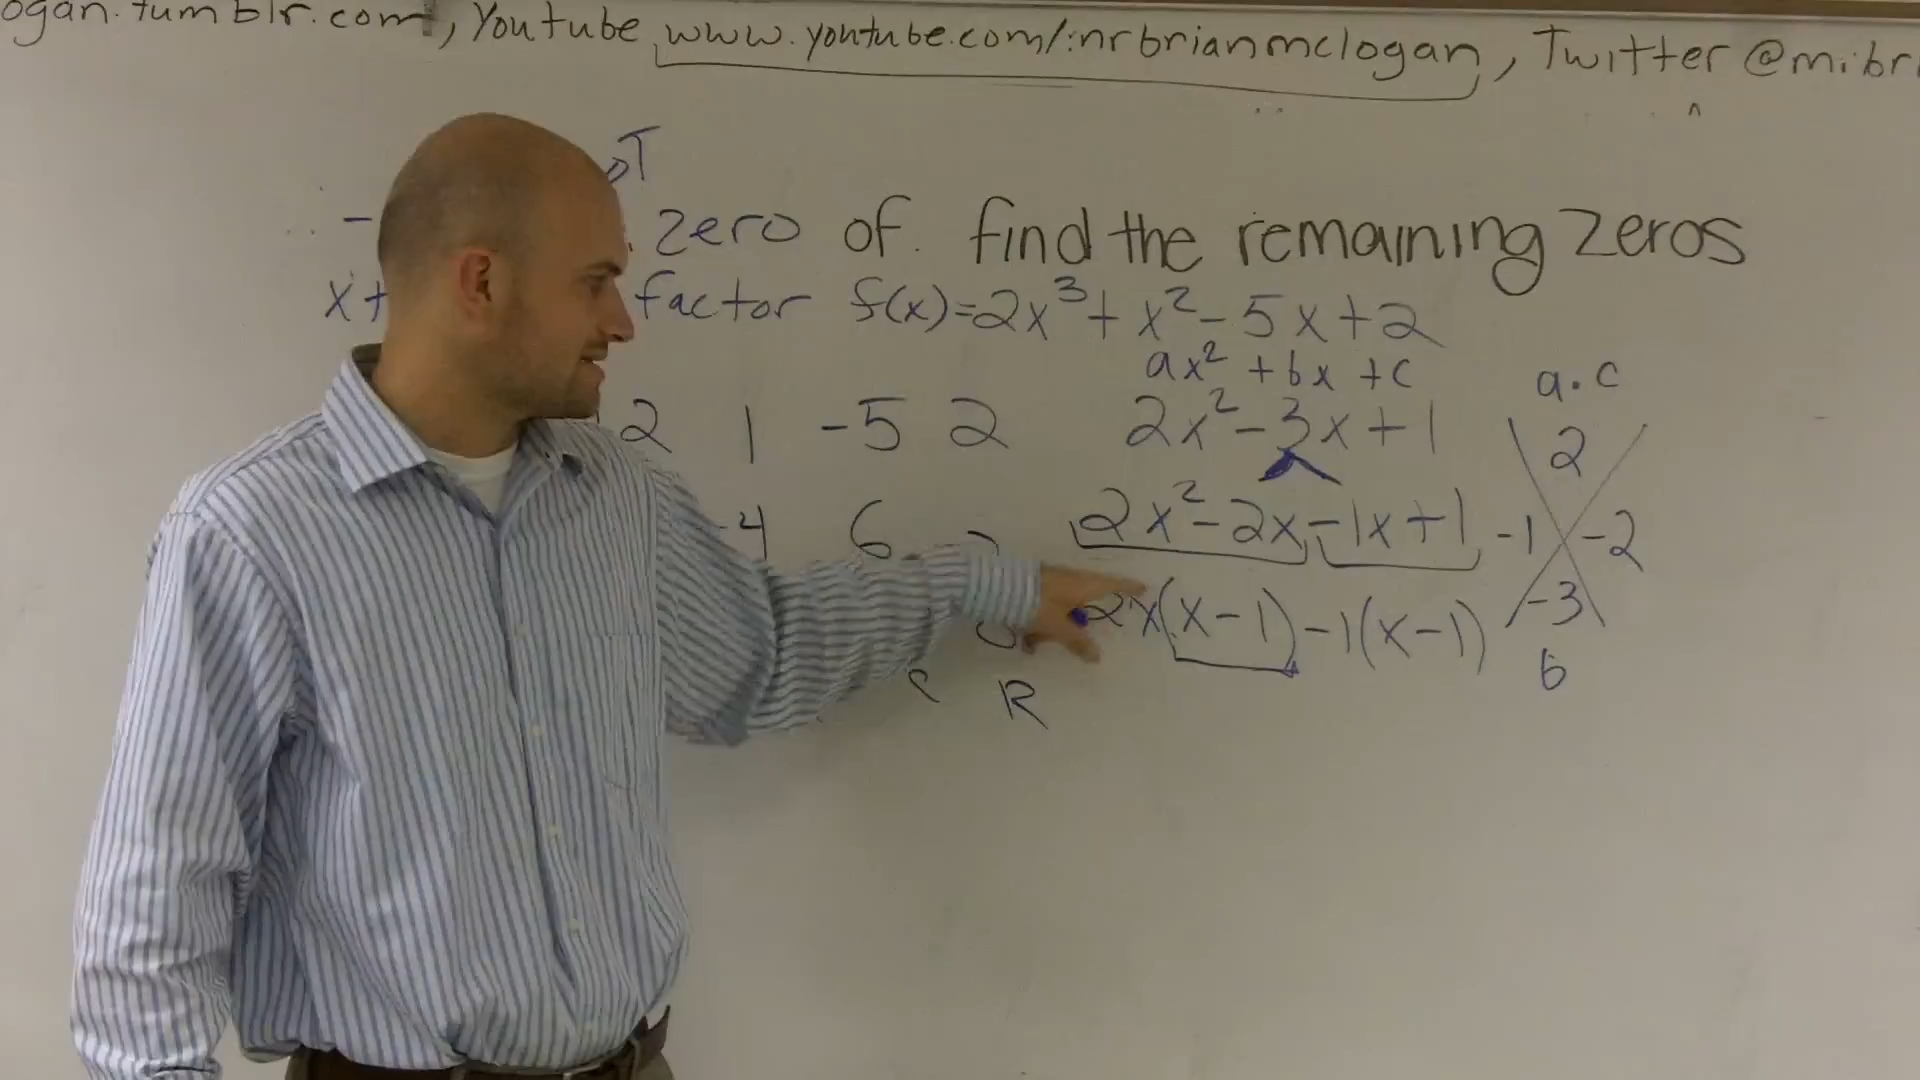 ogan.tumblr.com, Youtube www.youtube.com/mrbrianmclogan, Twitter @mrbri
T
- zero of. find the remaining zeros
x+ factor f(x)=2x³+x²-5x+2
ax²+bx+c a·c
2 1 -5 2 2x²-3x+1 2
-4 6 2x²-2x-1x+1 -1 -2
2x(x-1)-1(x-1) -3
R 6